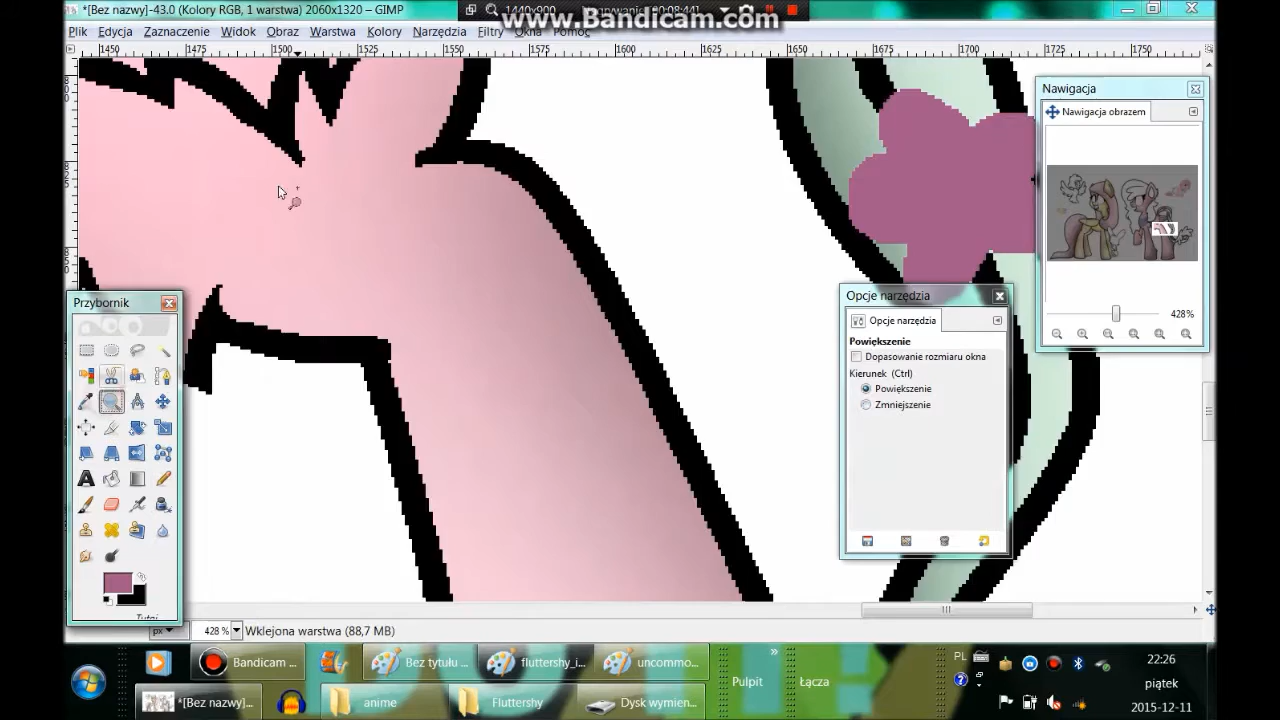 *[Bez nazwy]-43.0 (Kolory RGB, 1 warstwa) 2060x1320 – GIMP
1440x900
www.Bandicam.com
Plik Edycja Zaznaczenie Widok Obraz Warstwa Kolory Narzędzia Filtry Okna Pomoc
1450 1475 1500 1525 1550 1575 1600 1625 1650 1675 1700 1725 1750
Nawigacja
Nawigacja obrazem
428%
Przybornik
Opcje narzędzia
Opcje narzędzia
Powiększenie
Dopasowanie rozmiaru okna
Kierunek (Ctrl)
Powiększenie
Zmniejszenie
px 428 % Wklejona warstwa (88,7 MB)
Bandicam ...
Bez tytułu ...
fluttershy_i...
uncommo...
*[Bez nazwy]...
anime
Fluttershy
Dysk wymien...
Pulpit
Łącza
PL
22:26
piątek
2015-12-11